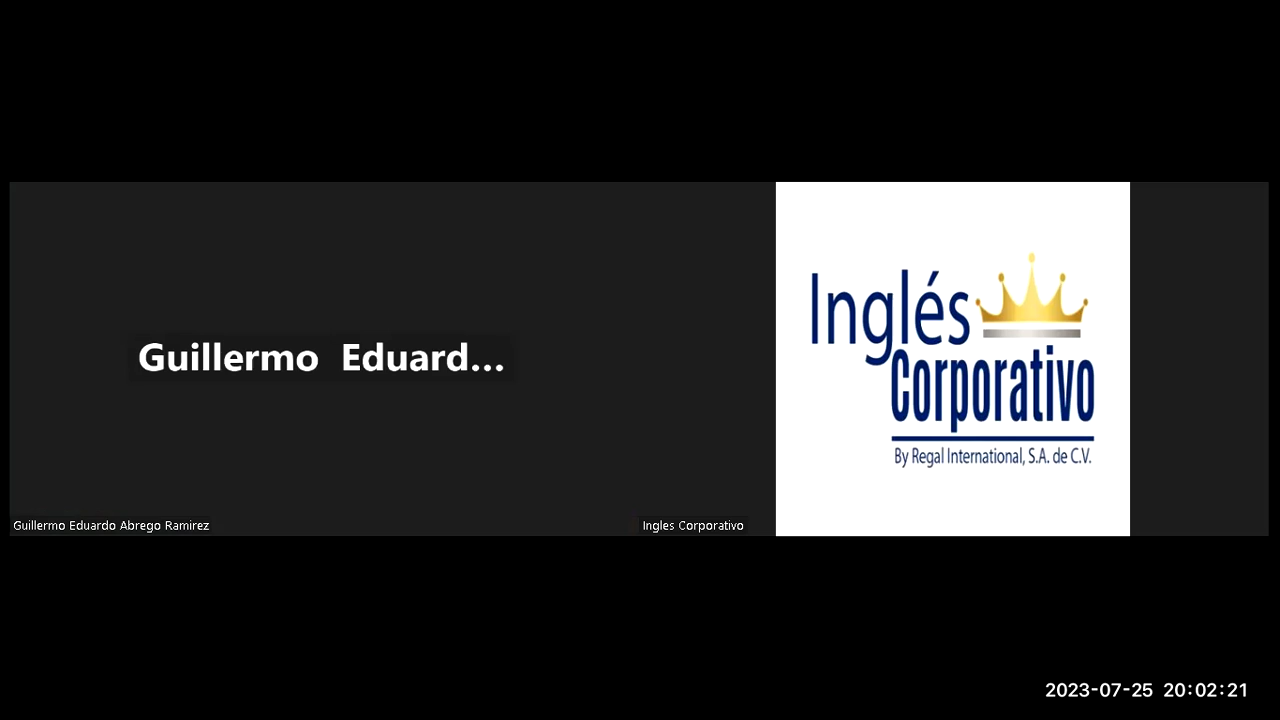 Guillermo Eduard...
Guillermo Eduardo Abrego Ramirez
Ingles Corporativo
Inglés
Corporativo
By Regal International, S.A. de C.V.
2023-07-25 20:02:21